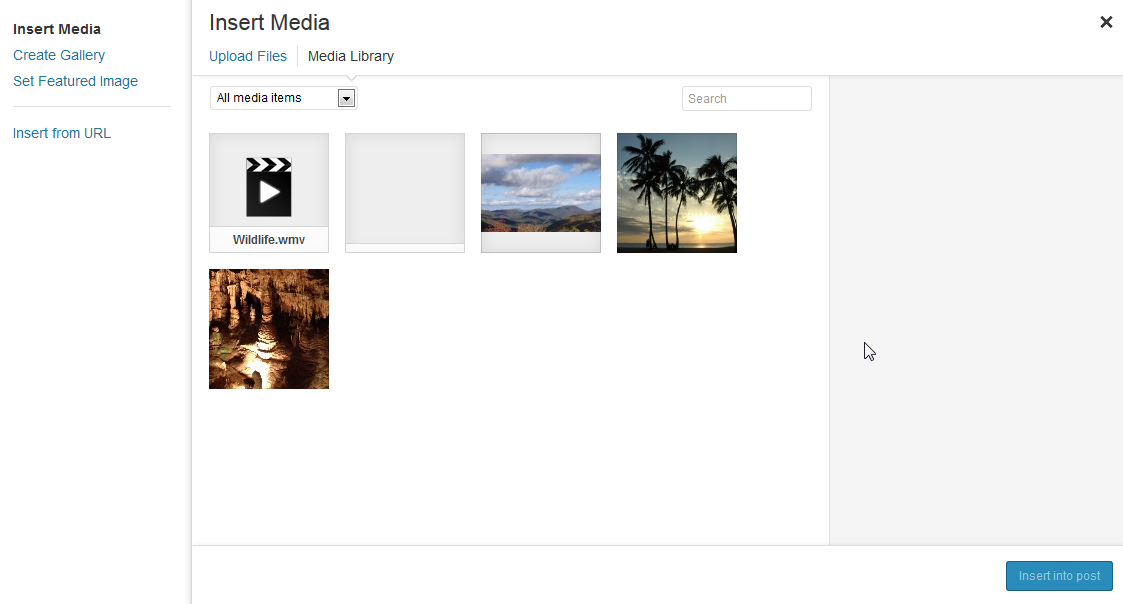 Insert Media
Create Gallery
Set Featured Image
Insert from URL
Insert Media
Upload Files
Media Library
All media items
Search
Wildlife.wmv
Insert into post